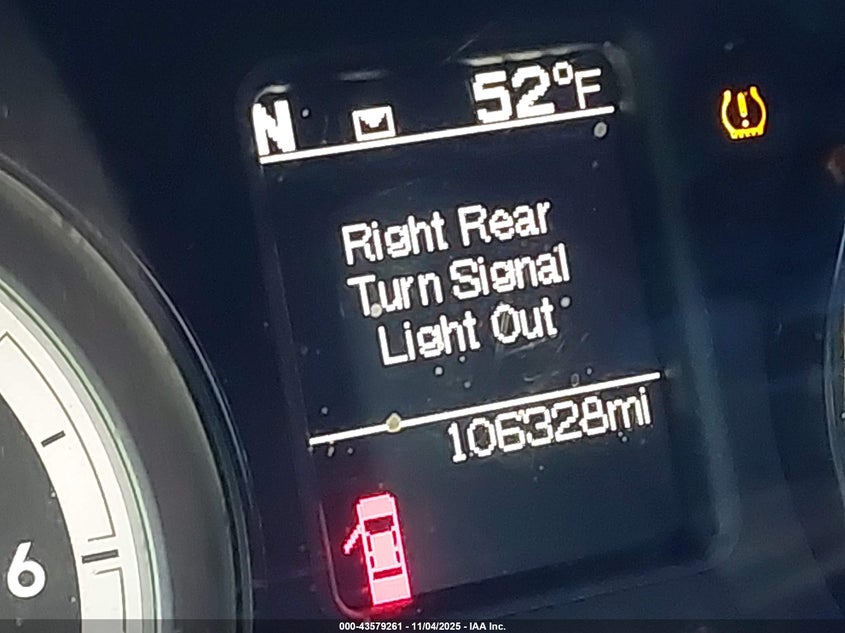 N 52°F
Right Rear
Turn Signal
Light Out
106328mi
6
000-43579261 - 11/04/2025 - IAA Inc.